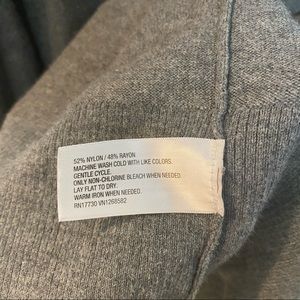 52% NYLON / 48% RAYON
MACHINE WASH COLD WITH LIKE COLORS.
GENTLE CYCLE.
ONLY NON-CHLORINE BLEACH WHEN NEEDED.
LAY FLAT TO DRY.
WARM IRON WHEN NEEDED.
RN17730 VN1268582